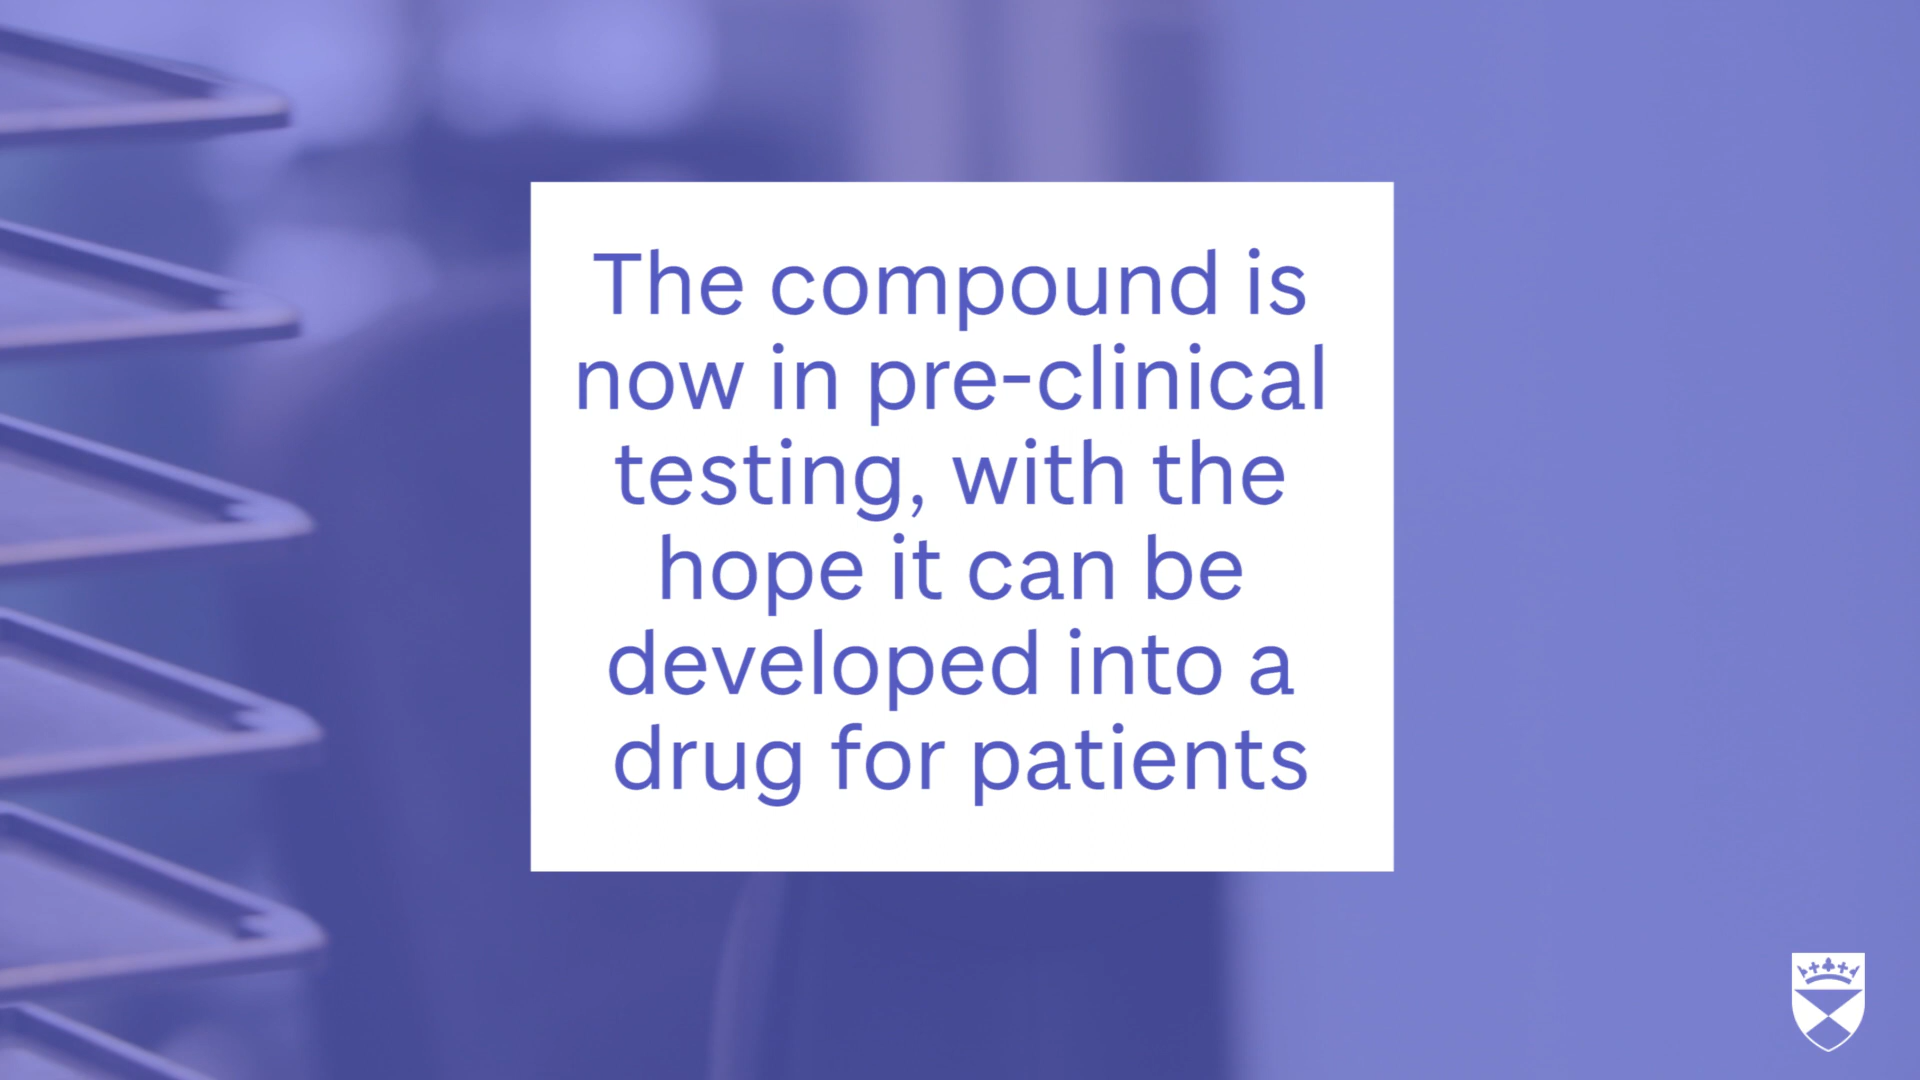 The compound is
now in pre-clinical
testing, with the
hope it can be
developed into a
drug for patients